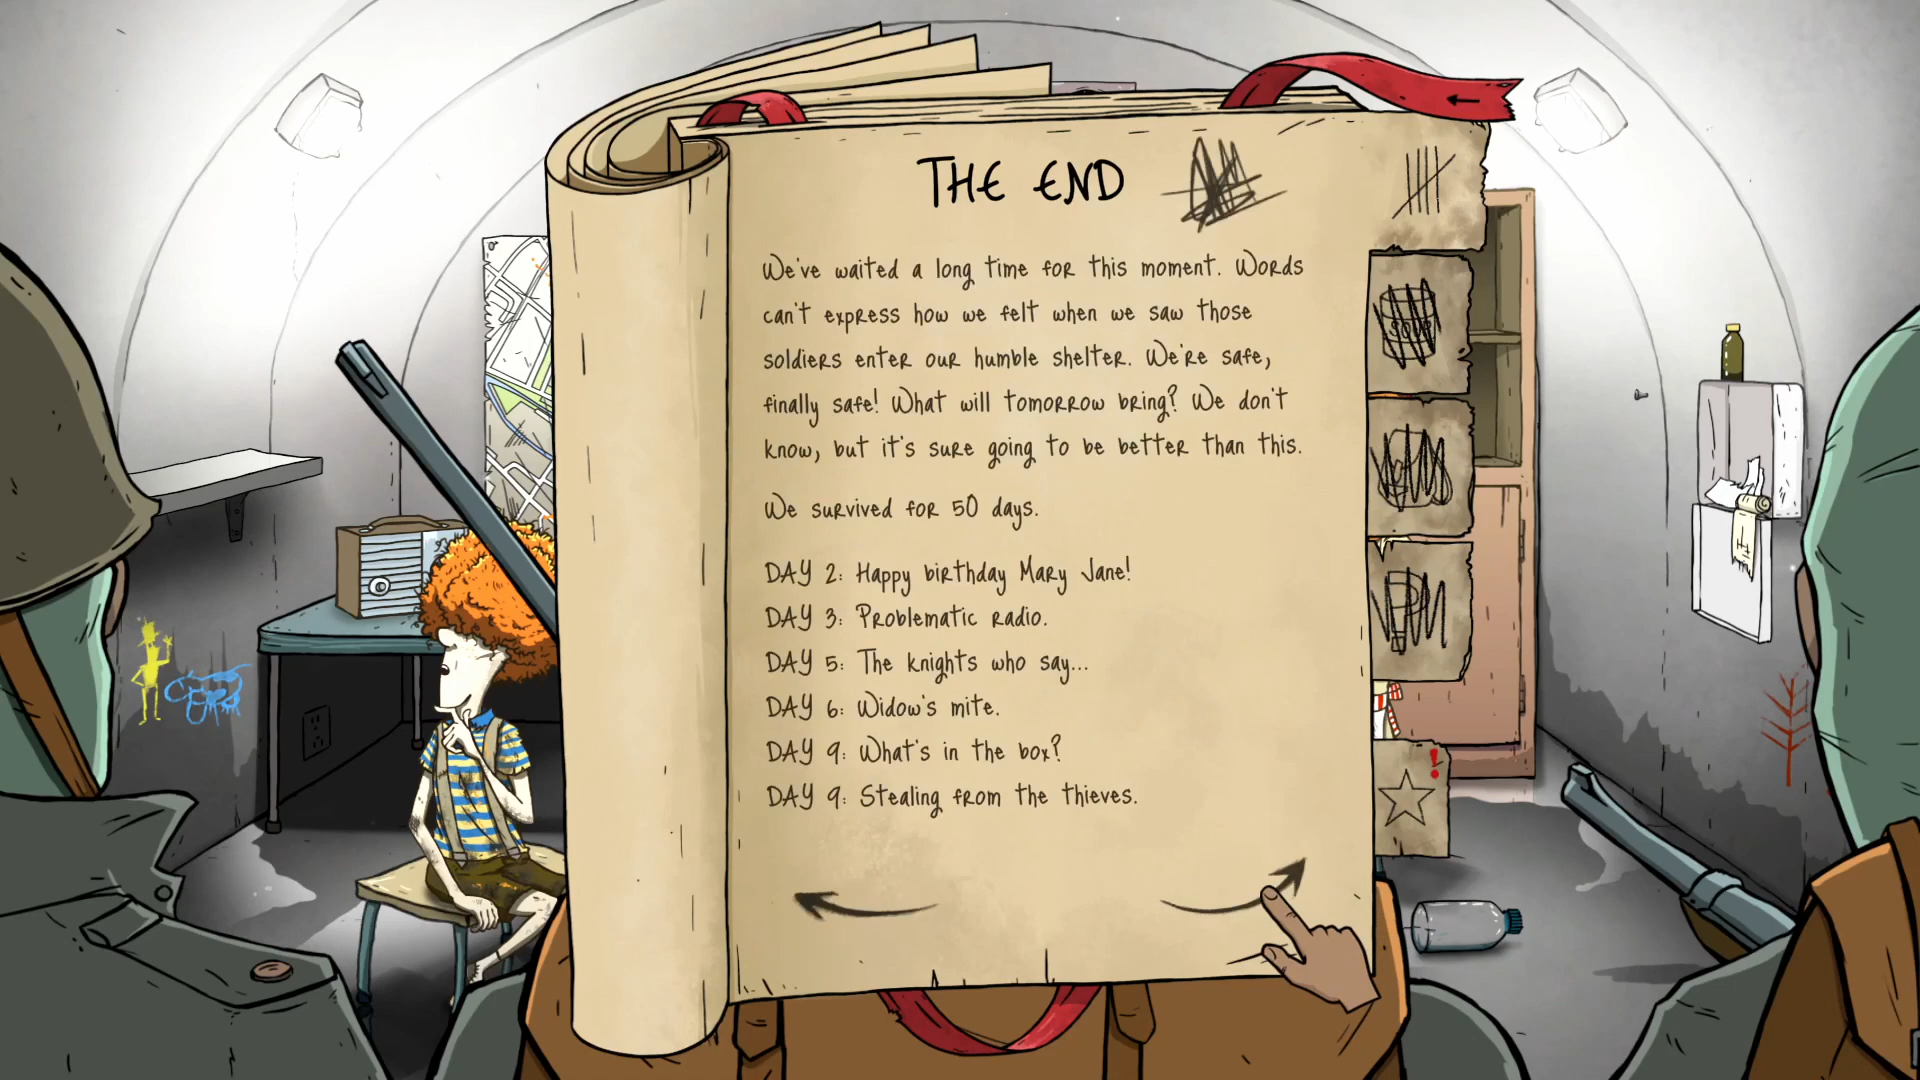 THE END
We've waited a long time for this moment. Words
can't express how we felt when we saw those
soldiers enter our humble shelter. We're safe,
finally safe! What will tomorrow bring? We don't
know, but it's sure going to be better than this.
We survived for 50 days.
DAY 2: Happy birthday Mary Jane!
DAY 3: Problematic radio.
DAY 5: The knights who say...
DAY 6: Widow's mite.
DAY 9: What's in the box?
DAY 9: Stealing from the thieves.
SOUP
!